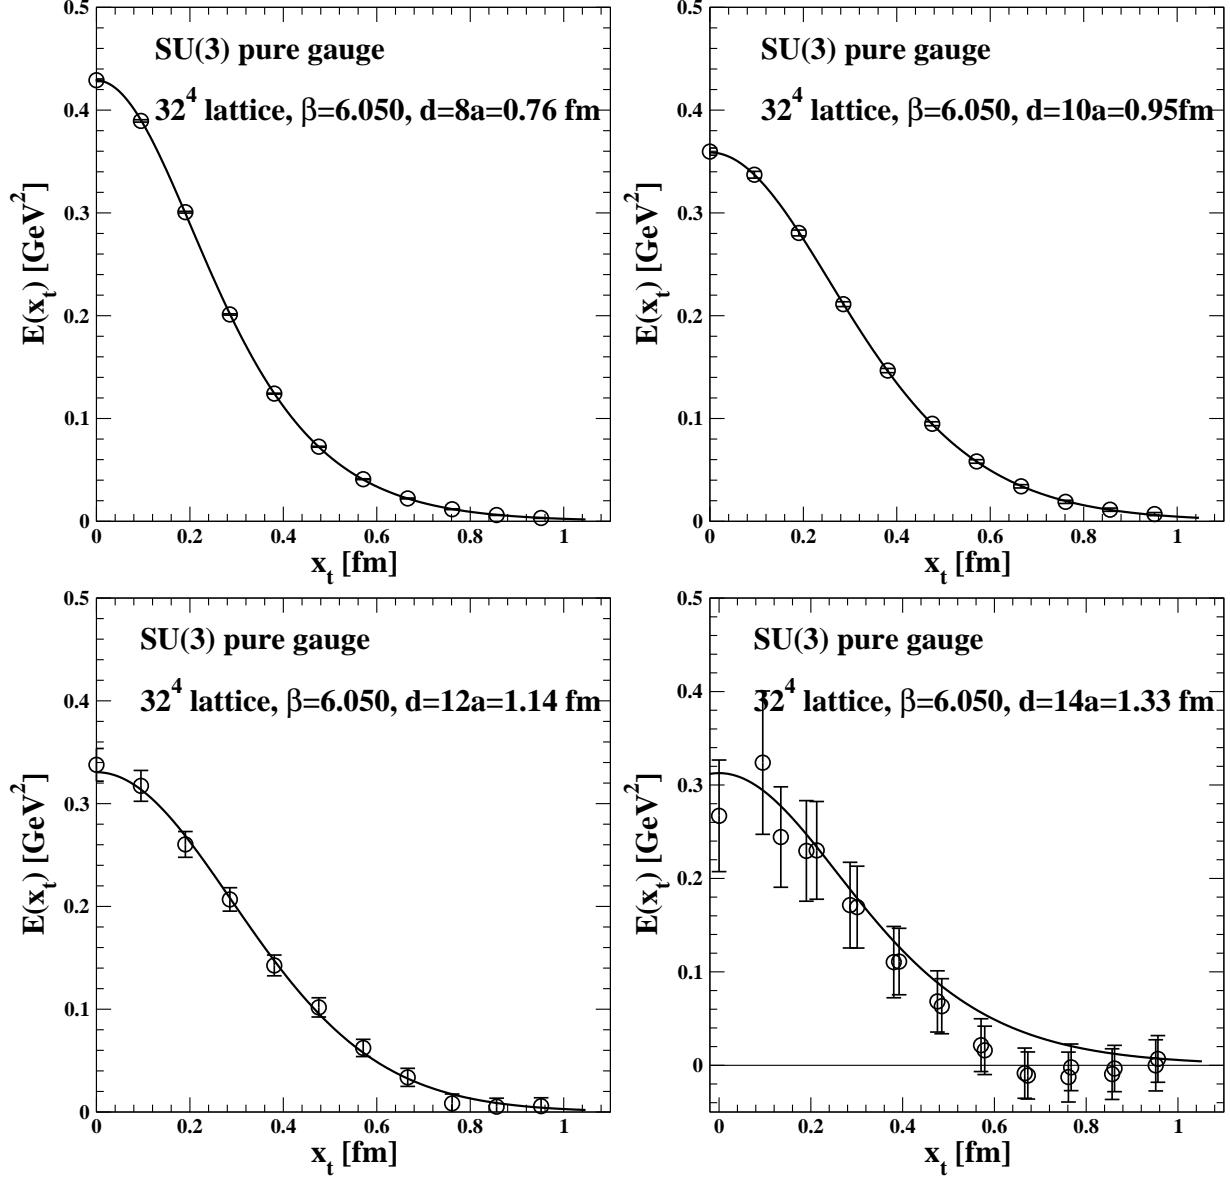 0.5
0.4
0.3
0.2
0.1
0
E(x_t) [GeV^2]
SU(3) pure gauge
32^4 lattice, β=6.050, d=8a=0.76 fm
0 0.2 0.4 0.6 0.8 1
x_t [fm]
0.5
0.4
0.3
0.2
0.1
0
E(x_t) [GeV^2]
SU(3) pure gauge
32^4 lattice, β=6.050, d=10a=0.95fm
0 0.2 0.4 0.6 0.8 1
x_t [fm]
0.5
0.4
0.3
0.2
0.1
0
E(x_t) [GeV^2]
SU(3) pure gauge
32^4 lattice, β=6.050, d=12a=1.14 fm
0 0.2 0.4 0.6 0.8 1
x_t [fm]
0.5
0.4
0.3
0.2
0.1
0
E(x_t) [GeV^2]
SU(3) pure gauge
32^4 lattice, β=6.050, d=14a=1.33 fm
0 0.2 0.4 0.6 0.8 1
x_t [fm]